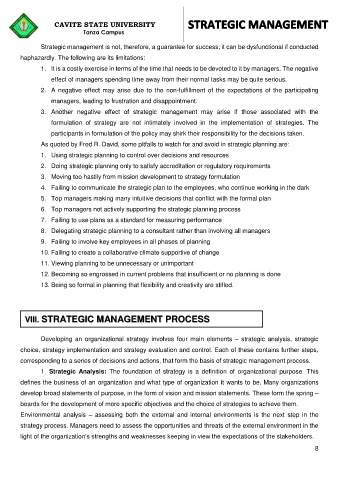 CAVITE STATE UNIVERSITY
Tanza Campus
STRATEGIC MANAGEMENT
Strategic management is not, therefore, a guarantee for success; it can be dysfunctional if conducted
haphazardly. The following are its limitations:
1. It is a costly exercise in terms of the time that needs to be devoted to it by managers. The negative
effect of managers spending time away from their normal tasks may be quite serious.
2. A negative effect may arise due to the non-fulfillment of the expectations of the participating
managers, leading to frustration and disappointment.
3. Another negative effect of strategic management may arise if those associated with the
formulation of strategy are not intimately involved in the implementation of strategies. The
participants in formulation of the policy may shirk their responsibility for the decisions taken.
As quoted by Fred R. David, some pitfalls to watch for and avoid in strategic planning are:
1. Using strategic planning to control over decisions and resources
2. Doing strategic planning only to satisfy accreditation or regulatory requirements
3. Moving too hastily from mission development to strategy formulation
4. Failing to communicate the strategic plan to the employees, who continue working in the dark
5. Top managers making many intuitive decisions that conflict with the formal plan
6. Top managers not actively supporting the strategic planning process
7. Failing to use plans as a standard for measuring performance
8. Delegating strategic planning to a consultant rather than involving all managers
9. Failing to involve key employees in all phases of planning
10. Failing to create a collaborative climate supportive of change
11. Viewing planning to be unnecessary or unimportant
12. Becoming so engrossed in current problems that insufficient or no planning is done
13. Being so formal in planning that flexibility and creativity are stifled.
VIII. STRATEGIC MANAGEMENT PROCESS
Developing an organizational strategy involves four main elements – strategic analysis, strategic
choice, strategy implementation and strategy evaluation and control. Each of these contains further steps,
corresponding to a series of decisions and actions, that form the basis of strategic management process.
1. Strategic Analysis: The foundation of strategy is a definition of organizational purpose. This
defines the business of an organization and what type of organization it wants to be. Many organizations
develop broad statements of purpose, in the form of vision and mission statements. These form the spring –
boards for the development of more specific objectives and the choice of strategies to achieve them.
Environmental analysis – assessing both the external and internal environments is the next step in the
strategy process. Managers need to assess the opportunities and threats of the external environment in the
light of the organization's strengths and weaknesses keeping in view the expectations of the stakeholders.
8